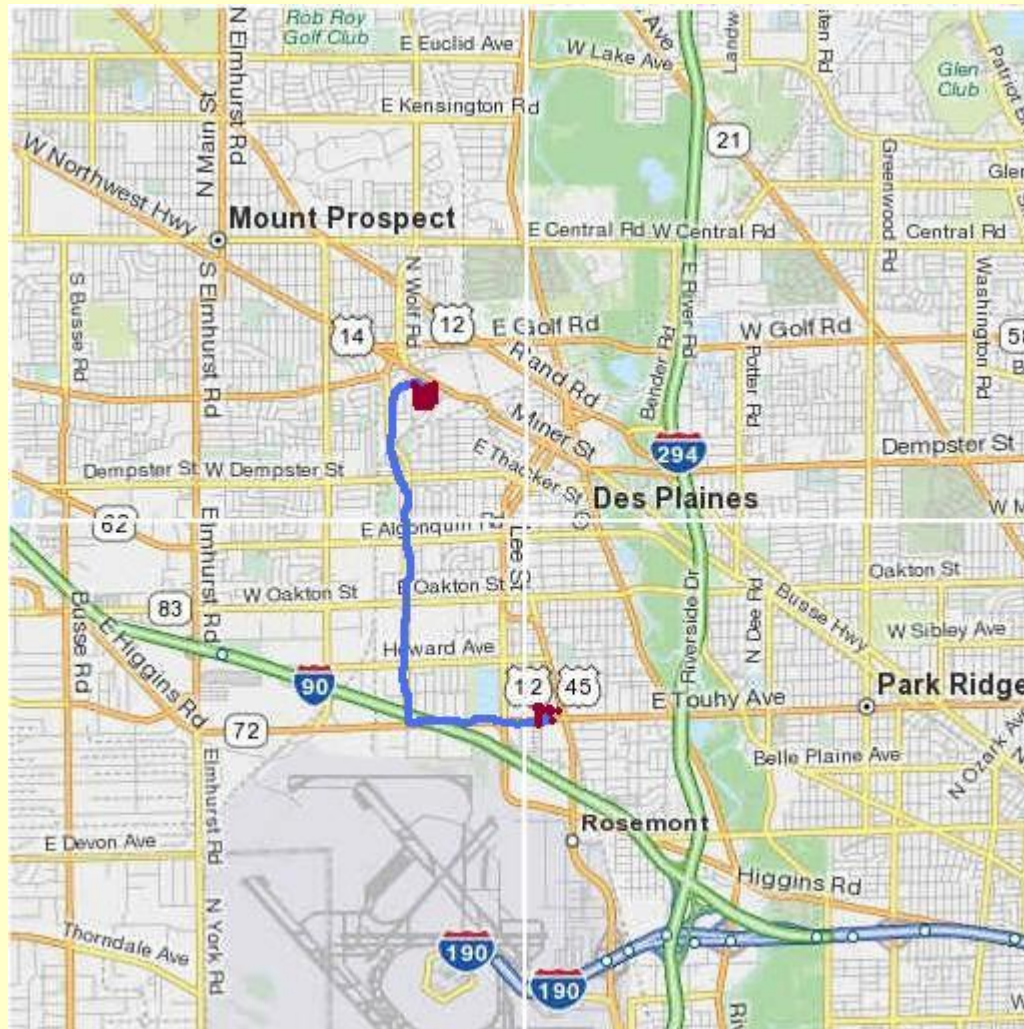 Rob Roy
Golf Club
E Euclid Ave
W Lake Ave
N Elmhurst Rd
Glen
Club
E Kensington Rd
N Main St
21
W Northwest Hwy
Greenwood Rd
Mount Prospect
E Central Rd
W Central Rd
Central Rd
N Wolf Rd
E River Rd
S Busse Rd
S Elmhurst Rd
Washington Rd
14
12
E Golf Rd
W Golf Rd
Rand Rd
Bender Rd
Potter Rd
Miner St
Dempster St
W Dempster St
E Thacker St
294
Dempster St
Des Plaines
62
Elmhurst Rd
Lee St
W Oakton St
E Oakton St
Oakton St
83
Riverside Dr
N Dee Rd
Busse Hwy
Busse Rd
E Higgins Rd
Howard Ave
W Sibley Ave
90
12
45
E Touhy Ave
Park Ridge
72
Belle Plaine Ave
N Ozark Av
Elmhurst Rd
Rosemont
E Devon Ave
Higgins Rd
N York Rd
Thorndale Ave
190
190